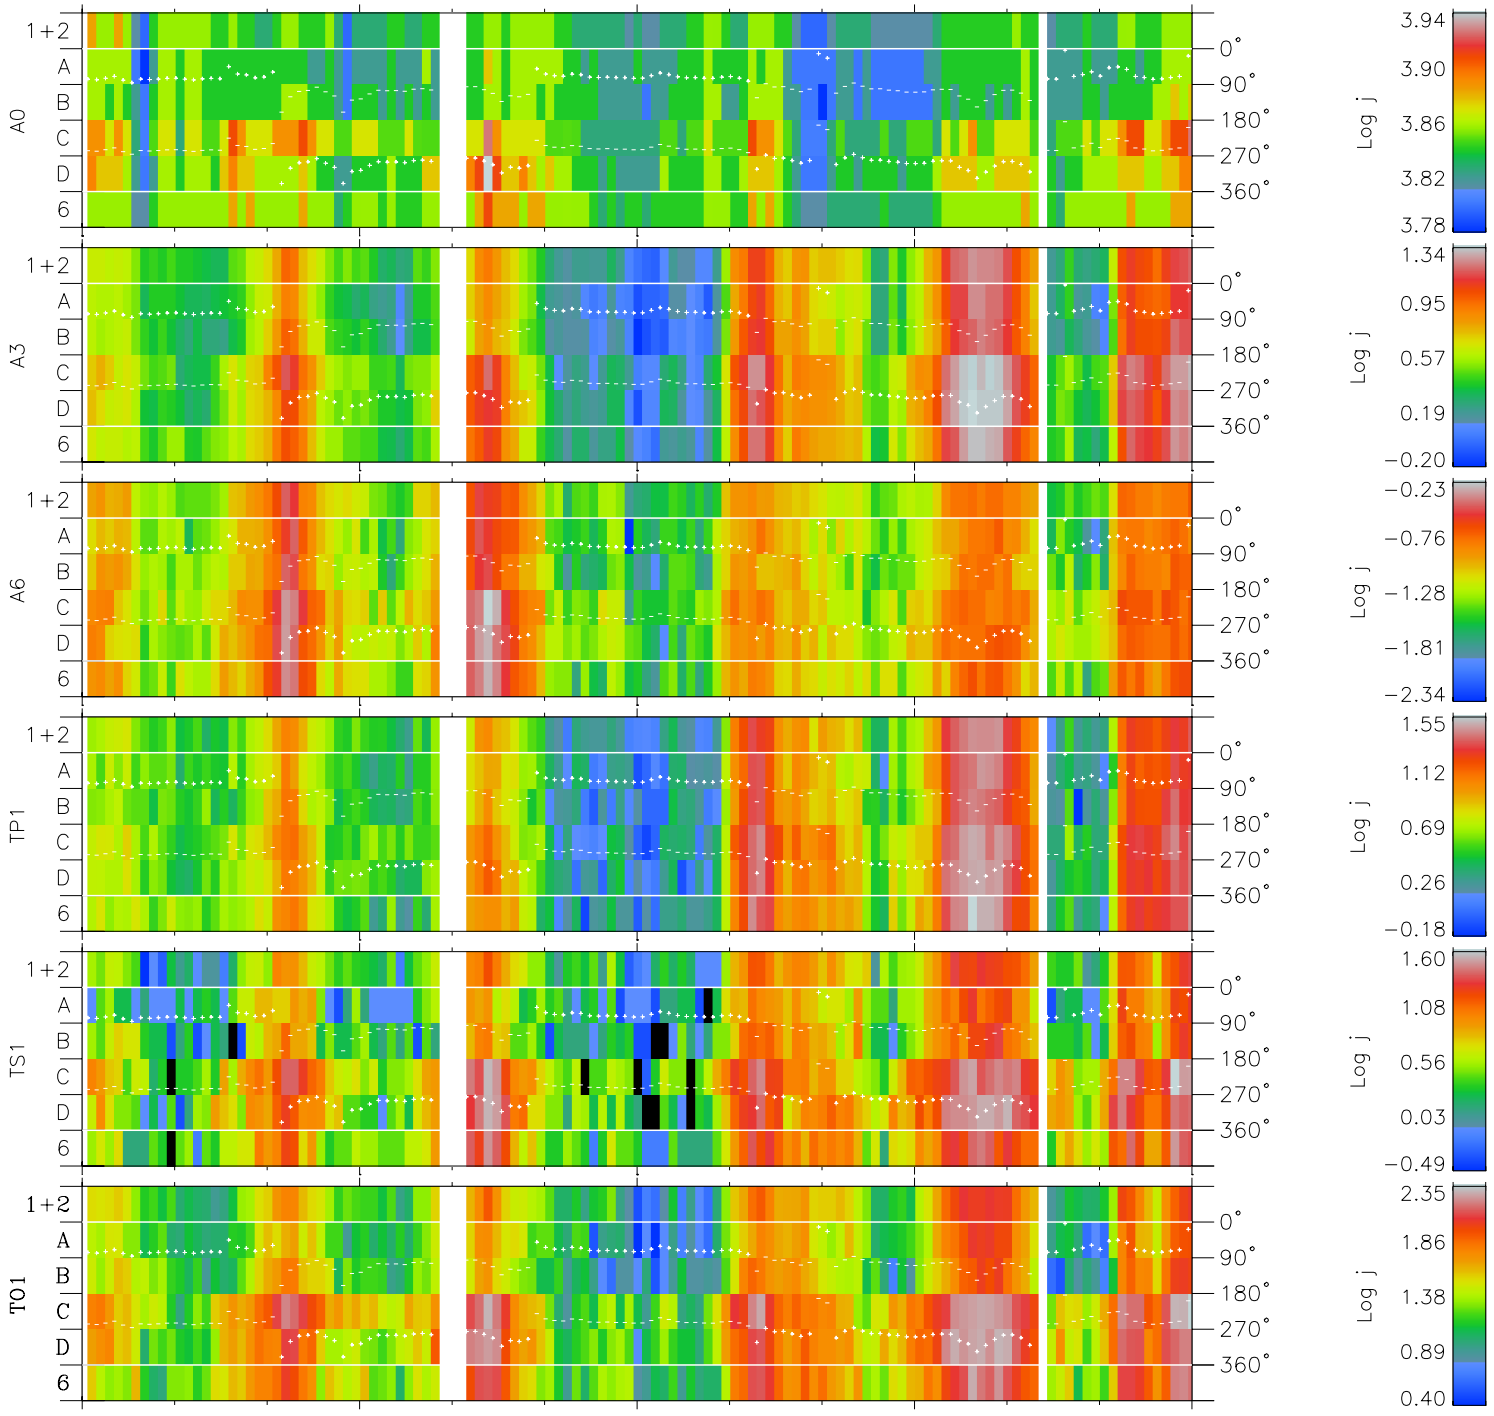 A0
1+2
A
B
C
D
6
0°
90°
180°
270°
360°
Log j
3.94
3.90
3.86
3.82
3.78
A3
1+2
A
B
C
D
6
0°
90°
180°
270°
360°
Log j
1.34
0.95
0.57
0.19
−0.20
A6
1+2
A
B
C
D
6
0°
90°
180°
270°
360°
Log j
−0.23
−0.76
−1.28
−1.81
−2.34
TP1
1+2
A
B
C
D
6
0°
90°
180°
270°
360°
Log j
1.55
1.12
0.69
0.26
−0.18
TS1
1+2
A
B
C
D
6
0°
90°
180°
270°
360°
Log j
1.60
1.08
0.56
0.03
−0.49
TO1
1+2
A
B
C
D
6
0°
90°
180°
270°
360°
Log j
2.35
1.86
1.38
0.89
0.40